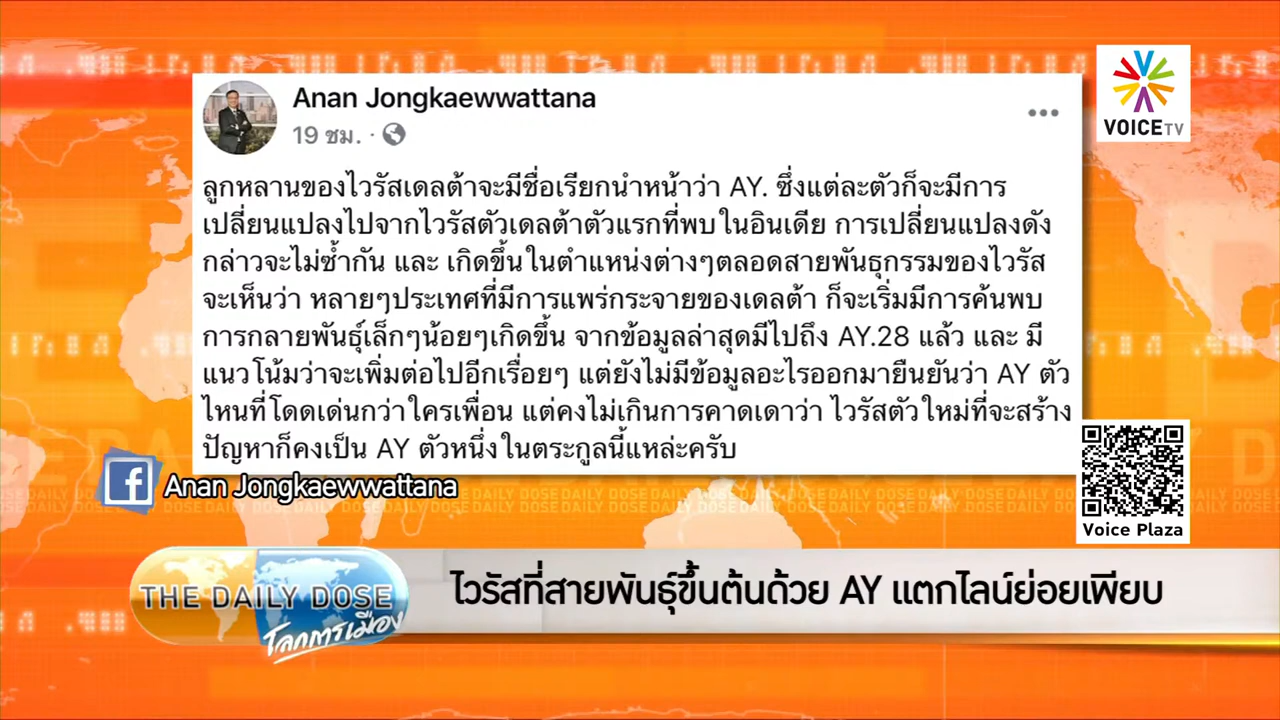 Anan Jongkaewwattana
19 ชม. ·
VOICE TV
ลูกหลานของไวรัสเดลต้าจะมีชื่อเรียกนำหน้าว่า AY. ซึ่งแต่ละตัวก็จะมีการ
เปลี่ยนแปลงไปจากไวรัสตัวเดลต้าตัวแรกที่พบในอินเดีย การเปลี่ยนแปลงดัง
กล่าวจะไม่ซ้ำกัน และ เกิดขึ้นในตำแหน่งต่างๆตลอดสายพันธุกรรมของไวรัส
จะเห็นว่า หลายๆประเทศที่มีการแพร่กระจายของเดลต้า ก็จะเริ่มมีการค้นพบ
การกลายพันธุ์เล็กๆน้อยๆเกิดขึ้น จากข้อมูลล่าสุดมีไปถึง AY.28 แล้ว และ มี
แนวโน้มว่าจะเพิ่มต่อไปอีกเรื่อยๆ แต่ยังไม่มีข้อมูลอะไรออกมายืนยันว่า AY ตัว
ไหนที่โดดเด่นกว่าใครเพื่อน แต่คงไม่เกินการคาดเดาว่า ไวรัสตัวใหม่ที่จะสร้าง
ปัญหาก็คงเป็น AY ตัวหนึ่งในตระกูลนี้แหล่ะครับ
Anan Jongkaewwattana
Voice Plaza
THE DAILY DOSE
โลกการเมือง
ไวรัสที่สายพันธุ์ขึ้นต้นด้วย AY แตกไลน์ย่อยเพียบ